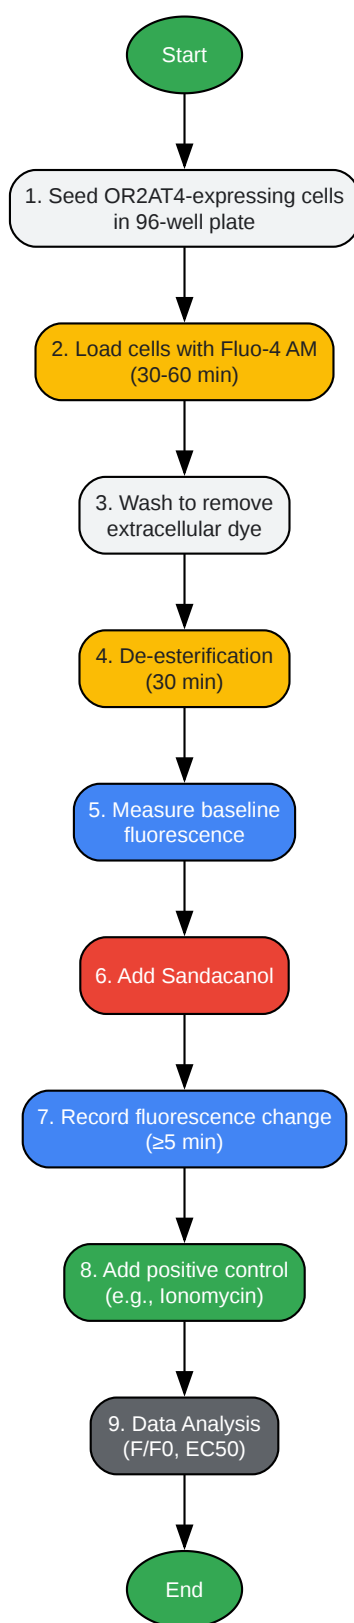 Start
1. Seed OR2AT4-expressing cells
in 96-well plate
2. Load cells with Fluo-4 AM
(30-60 min)
3. Wash to remove
extracellular dye
4. De-esterification
(30 min)
5. Measure baseline
fluorescence
6. Add Sandacanol
7. Record fluorescence change
(≥5 min)
8. Add positive control
(e.g., Ionomycin)
9. Data Analysis
(F/F0, EC50)
End